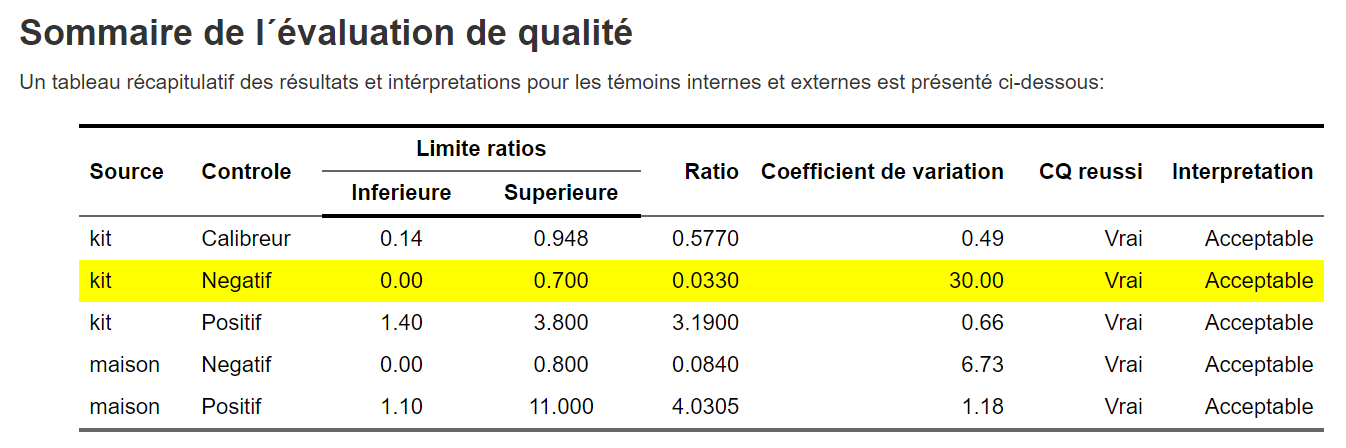 Sommaire de l´évaluation de qualité
Un tableau récapitulatif des résultats et intérpretations pour les témoins internes et externes est présenté ci-dessous:
Limite ratios
Source Controle Ratio Coefficient de variation CQ reussi Interpretation
Inferieure Superieure
kit Calibreur 0.14 0.948 0.5770 0.49 Vrai Acceptable
kit Negatif 0.00 0.700 0.0330 30.00 Vrai Acceptable
kit Positif 1.40 3.800 3.1900 0.66 Vrai Acceptable
maison Negatif 0.00 0.800 0.0840 6.73 Vrai Acceptable
maison Positif 1.10 11.000 4.0305 1.18 Vrai Acceptable